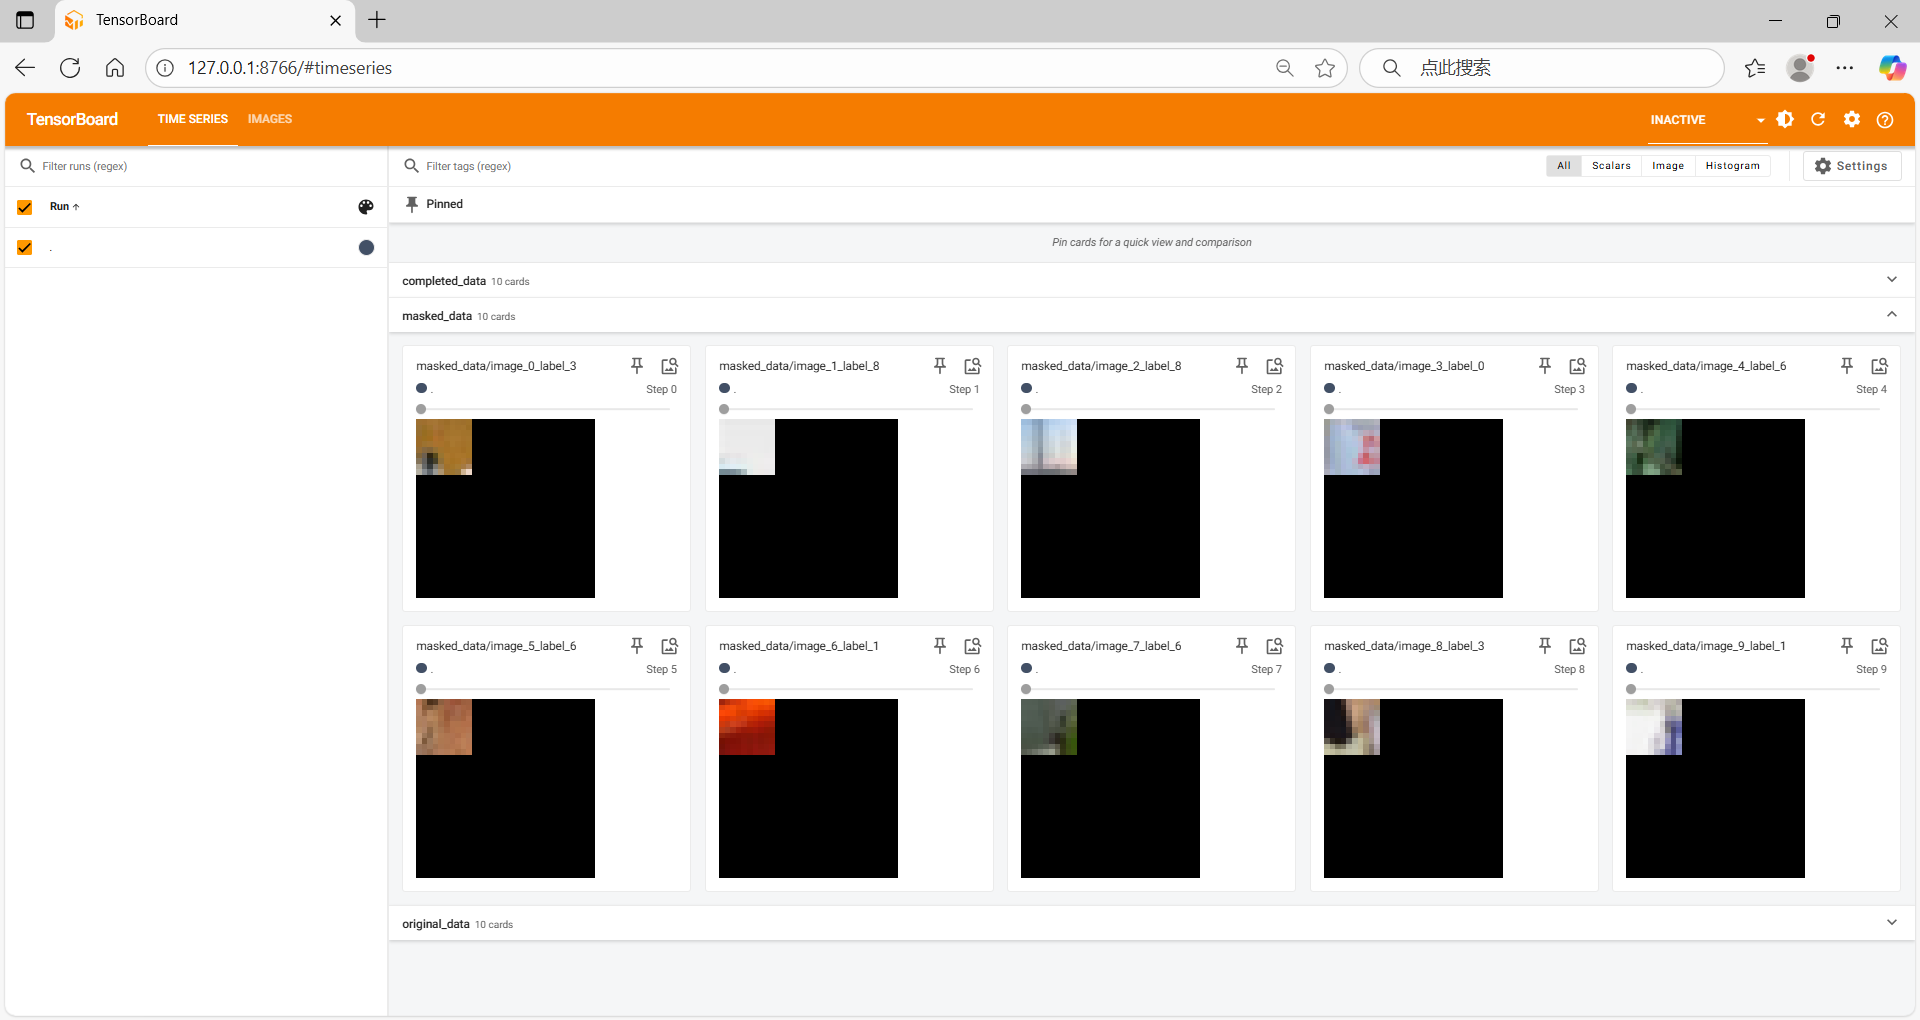 TensorBoard
127.0.0.1:8766/#timeseries
点此搜索
TensorBoard TIME SERIES IMAGES INACTIVE
Filter runs (regex)
Run
.
Filter tags (regex)
All Scalars Image Histogram Settings
Pinned
Pin cards for a quick view and comparison
completed_data 10 cards
masked_data 10 cards
masked_data/image_0_label_3
. Step 0
masked_data/image_1_label_8
. Step 1
masked_data/image_2_label_8
. Step 2
masked_data/image_3_label_0
. Step 3
masked_data/image_4_label_6
. Step 4
masked_data/image_5_label_6
. Step 5
masked_data/image_6_label_1
. Step 6
masked_data/image_7_label_6
. Step 7
masked_data/image_8_label_3
. Step 8
masked_data/image_9_label_1
. Step 9
original_data 10 cards